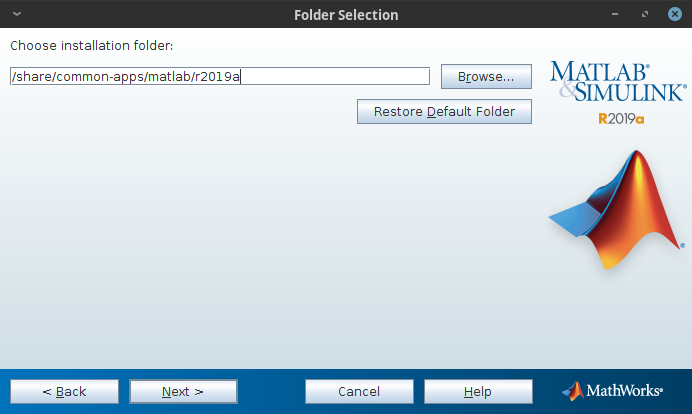 Folder Selection
Choose installation folder:
/share/common-apps/matlab/r2019a
Browse...
Restore Default Folder
MATLAB®
&SIMULINK®
R2019a
®
< Back
Next >
Cancel
Help
MathWorks®